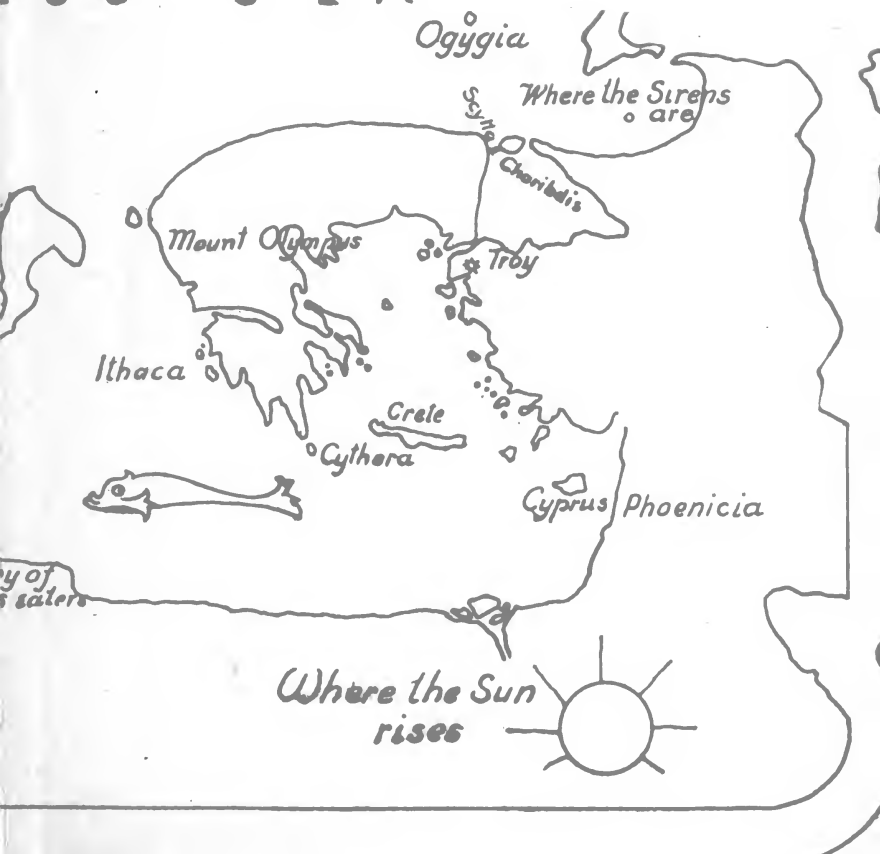 Ogygia
Where the Sirens
are
Scylla
Charibdis
Mount Olympus
Troy
Ithaca
Crete
Cythera
Cyprus
Phoenicia
of
Where the Sun
rises